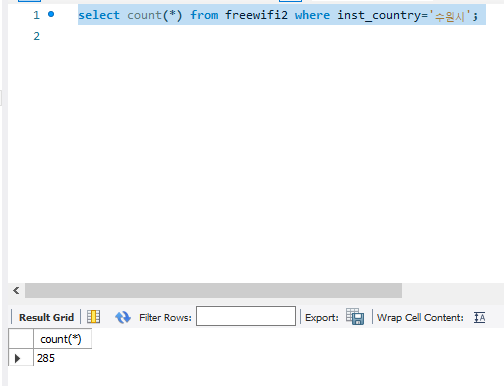 1 select count(*) from freewifi2 where inst_country='수원시';
2
Result Grid Filter Rows: Export: Wrap Cell Content:
count(*)
285